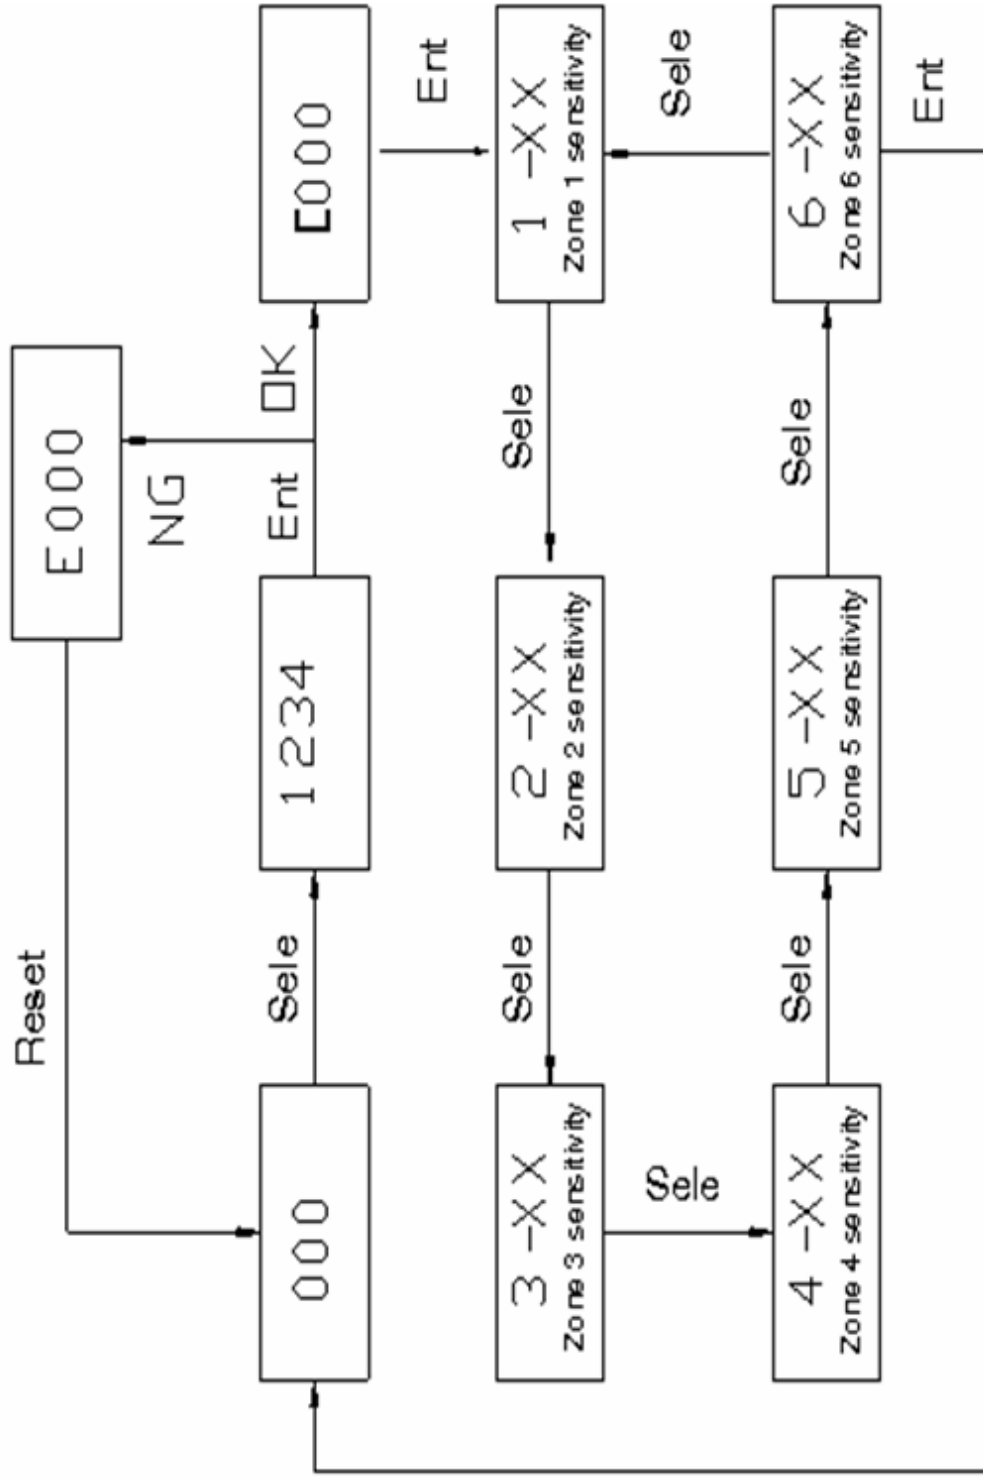 E000
Reset
NG
000
Sele
1234
Ent
OK
C000
Ent
1-XX
Zone 1 sensitivity
Sele
2-XX
Zone 2 sensitivity
Sele
3-XX
Zone 3 sensitivity
Sele
4-XX
Zone 4 sensitivity
Sele
5-XX
Zone 5 sensitivity
Sele
6-XX
Zone 6 sensitivity
Sele
Ent